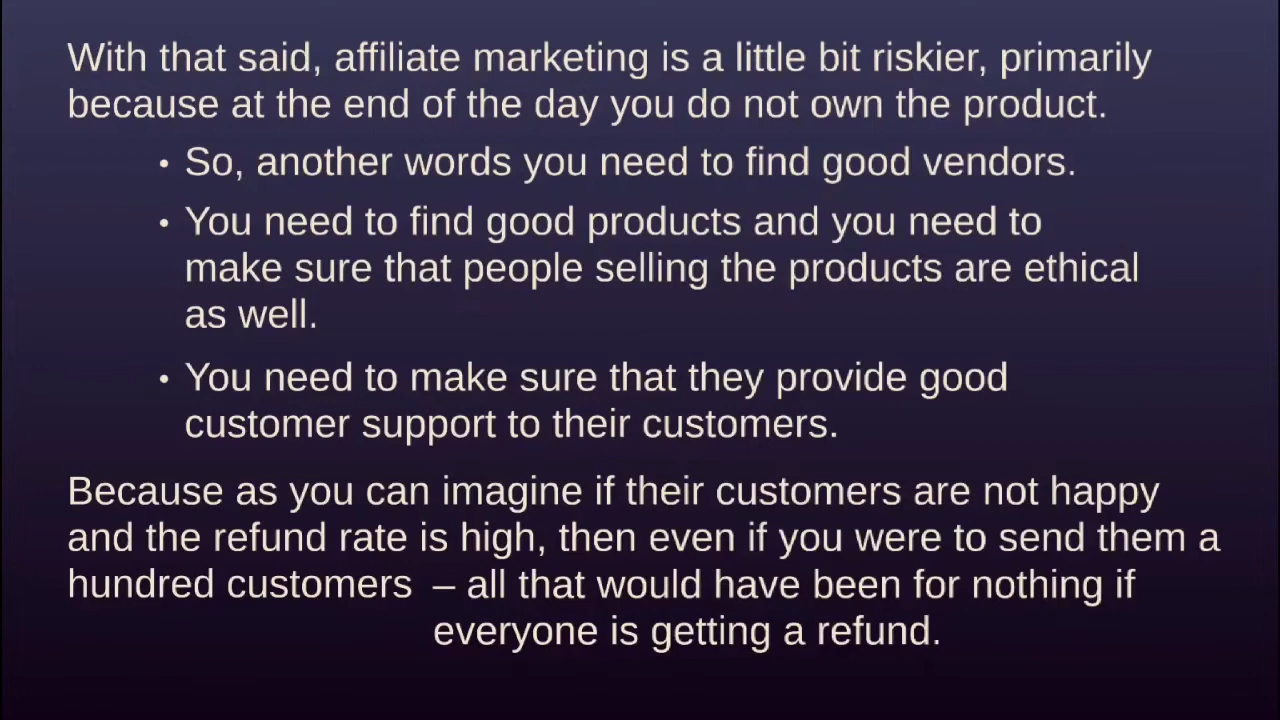 With that said, affiliate marketing is a little bit riskier, primarily
because at the end of the day you do not own the product.
• So, another words you need to find good vendors.
• You need to find good products and you need to
make sure that people selling the products are ethical
as well.
• You need to make sure that they provide good
customer support to their customers.
Because as you can imagine if their customers are not happy
and the refund rate is high, then even if you were to send them a
hundred customers – all that would have been for nothing if
everyone is getting a refund.